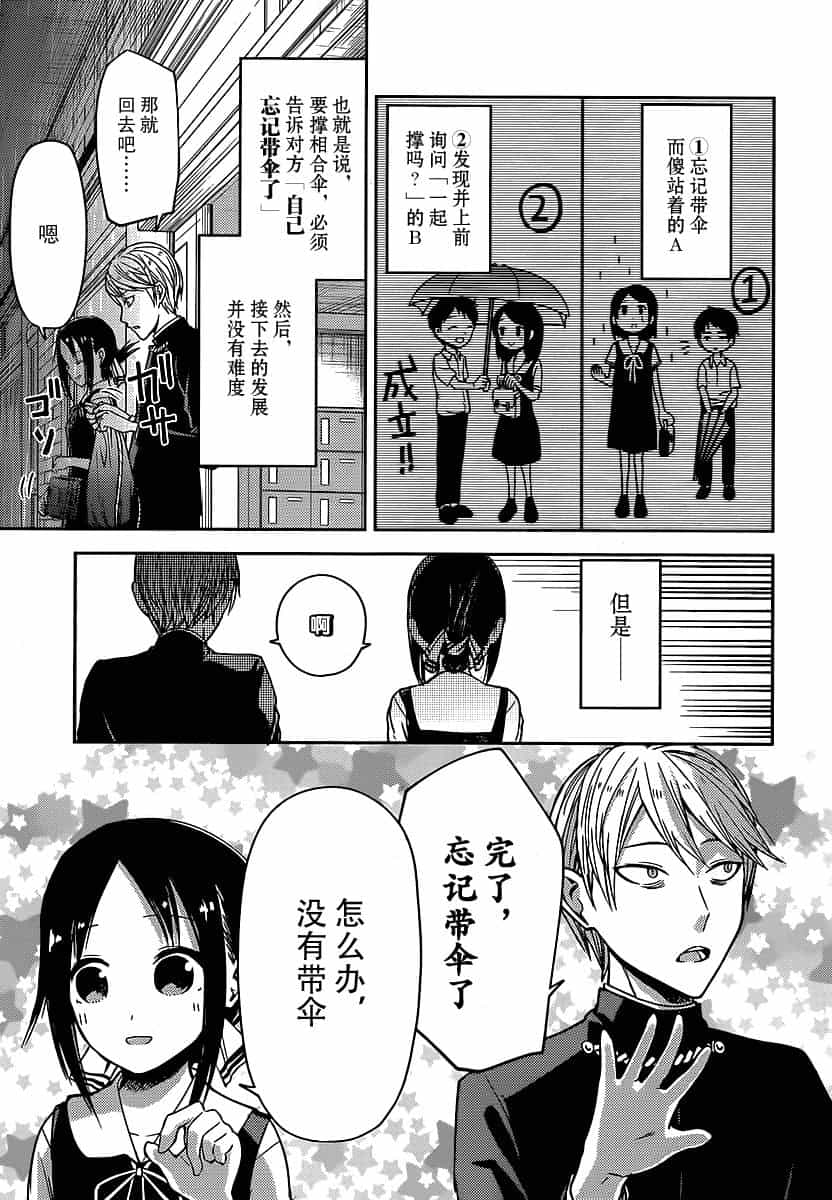 ①忘记带伞
而傻站着的A
①
②发现并上前
询问「一起
撑吗？」的B
②
成立!!
也就是说，
要撑相合伞，必须
告诉对方「自己
忘记带伞了」
然后，
接下去的发展
并没有难度
那就
回去吧……
嗯
ガサ
ゴソ
但是——
啊
完了，
忘记带伞了
怎么办，
没有带伞